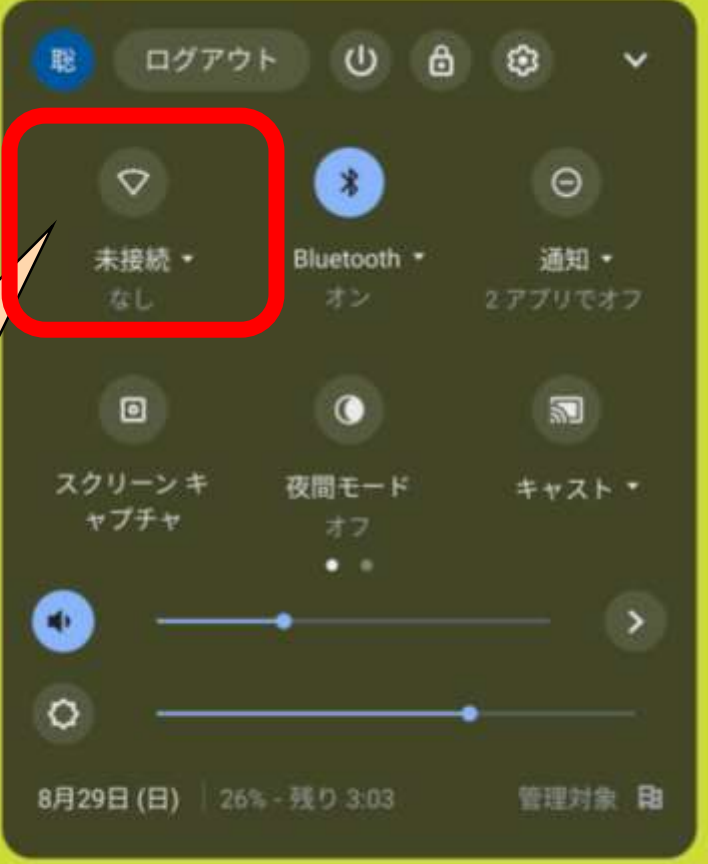 聡 ログアウト
未接続
なし
Bluetooth
オン
通知
2 アプリでオフ
スクリーン キ
ャプチャ
夜間モード
オフ
キャスト
8月29日 (日) 26% - 残り 3:03 管理対象